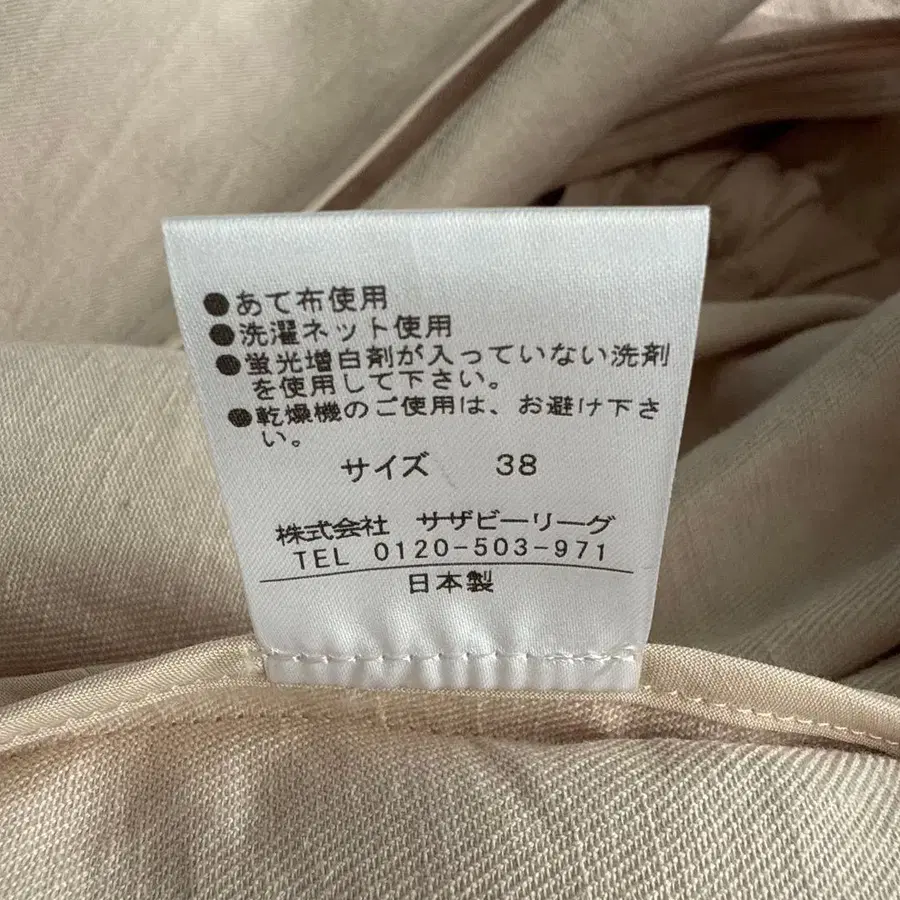 ●あて布使用
●洗濯ネット使用
●蛍光増白剤が入っていない洗剤
を使用して下さい。
●乾燥機のご使用は、お避け下さ
い。
サイズ 38
株式会社 サザビーリーグ
TEL 0120-503-971
日本製